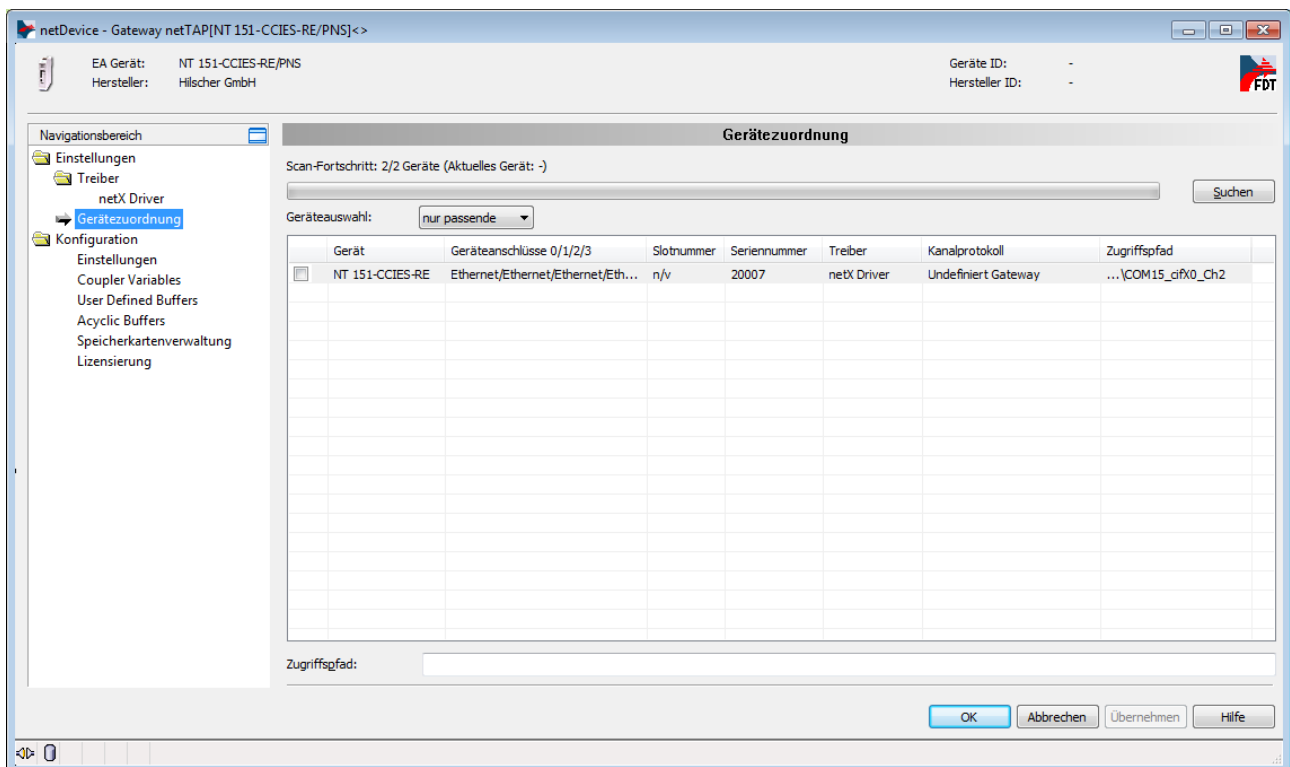 netDevice - Gateway netTAP[NT 151-CCIES-RE/PNS]<>
EA Gerät: NT 151-CCIES-RE/PNS Geräte ID: -
Hersteller: Hilscher GmbH Hersteller ID: -
FDT
Navigationsbereich
Einstellungen
Treiber
netX Driver
Gerätezuordnung
Konfiguration
Einstellungen
Coupler Variables
User Defined Buffers
Acyclic Buffers
Speicherkartenverwaltung
Lizensierung
Gerätezuordnung
Scan-Fortschritt: 2/2 Geräte (Aktuelles Gerät: -)
Suchen
Geräteauswahl: nur passende
Gerät Geräteanschlüsse 0/1/2/3 Slotnummer Seriennummer Treiber Kanalprotokoll Zugriffspfad
NT 151-CCIES-RE Ethernet/Ethernet/Ethernet/Eth... n/v 20007 netX Driver Undefiniert Gateway ...\COM15_cifX0_Ch2
Zugriffspfad:
OK Abbrechen Übernehmen Hilfe